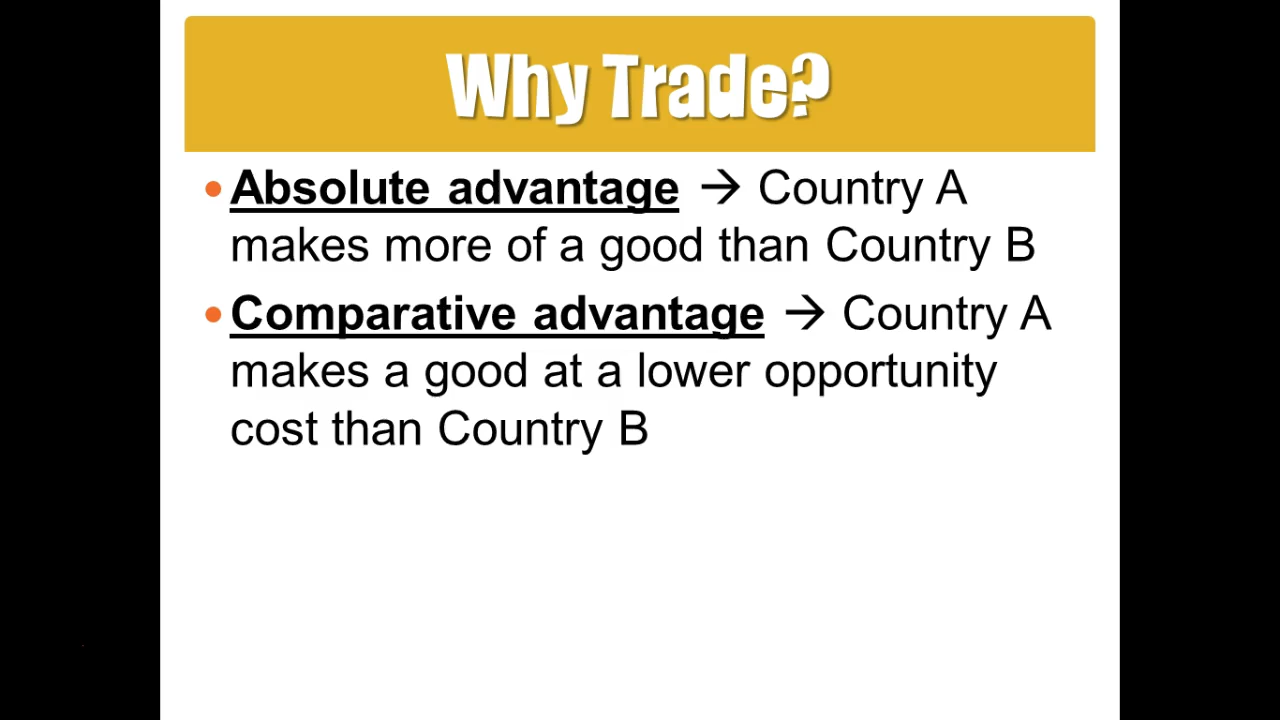 Why Trade?
• Absolute advantage → Country A
makes more of a good than Country B
• Comparative advantage → Country A
makes a good at a lower opportunity
cost than Country B